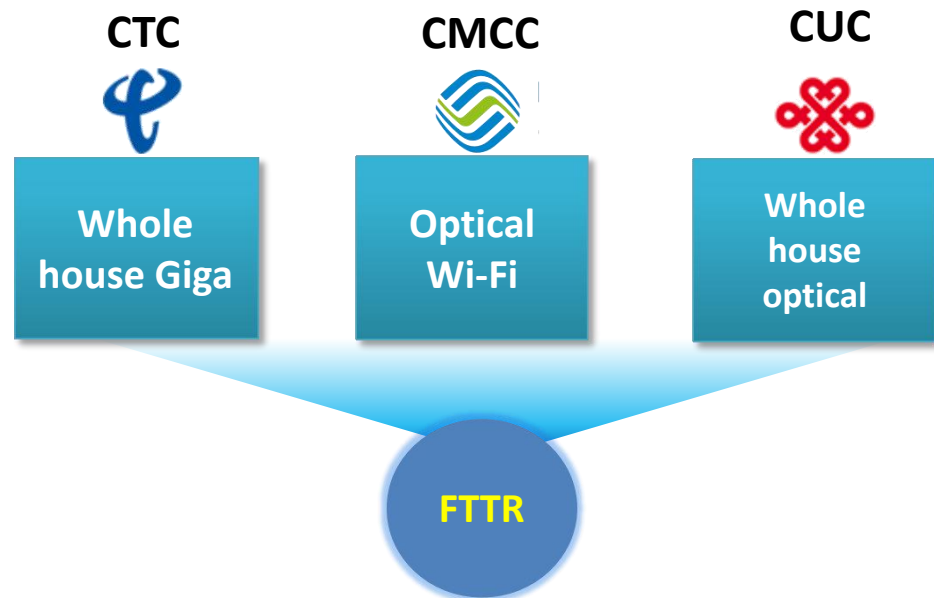 CTC
CMCC
CUC
Whole
house Giga
Optical
Wi-Fi
Whole
house
optical
FTTR